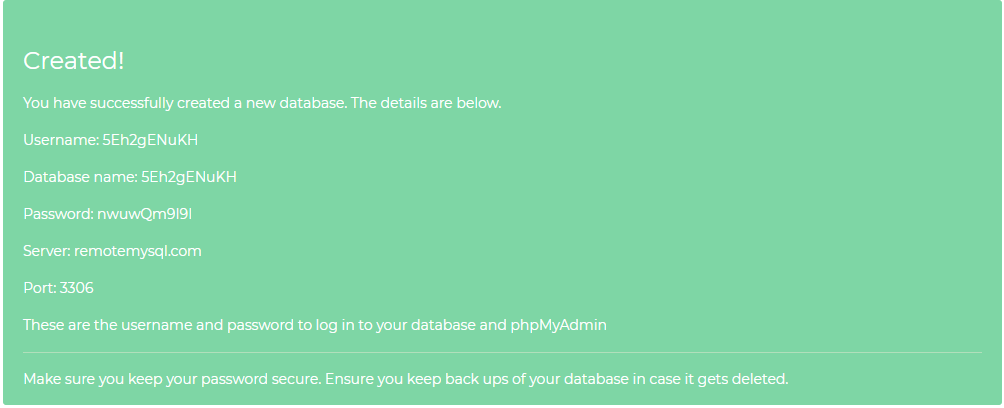 Created!
You have successfully created a new database. The details are below.
Username: 5Eh2gENuKH
Database name: 5Eh2gENuKH
Password: nwuwQm9I9I
Server: remotemysql.com
Port: 3306
These are the username and password to log in to your database and phpMyAdmin
Make sure you keep your password secure. Ensure you keep back ups of your database in case it gets deleted.